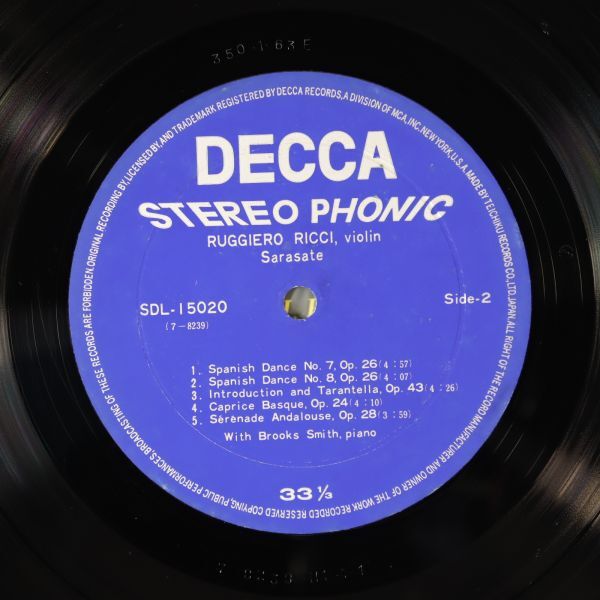 350-1-63E
DECCA
STEREO PHONIC
RUGGIERO RICCI, violin
Sarasate
SDL-15020
(7-8239)
Side-2
1. Spanish Dance No. 7, Op. 26 (4:57)
2. Spanish Dance No. 8, Op. 26 (4:07)
3. Introduction and Tarantella, Op. 43 (4:26)
4. Caprice Basque, Op. 24 (4:10)
5. Sérénade Andalouse, Op. 28 (3:59)
With Brooks Smith, piano
33 ⅓
ORIGINAL RECORDING BY, LICENSED BY, AND TRADEMARK REGISTERED BY DECCA RECORDS, A DIVISION OF MCA, INC. NEW YORK, U.S.A. MADE BY TEICHIKU RECORDS CO., LTD. JAPAN. ALL RIGHT OF THE RECORD MANUFACTURER AND OWNER OF THE WORK RECORDED RESERVED COPYING, PUBLIC PERFORMANCES BROADCASTING OF THESE RECORDS ARE FORBIDDEN.